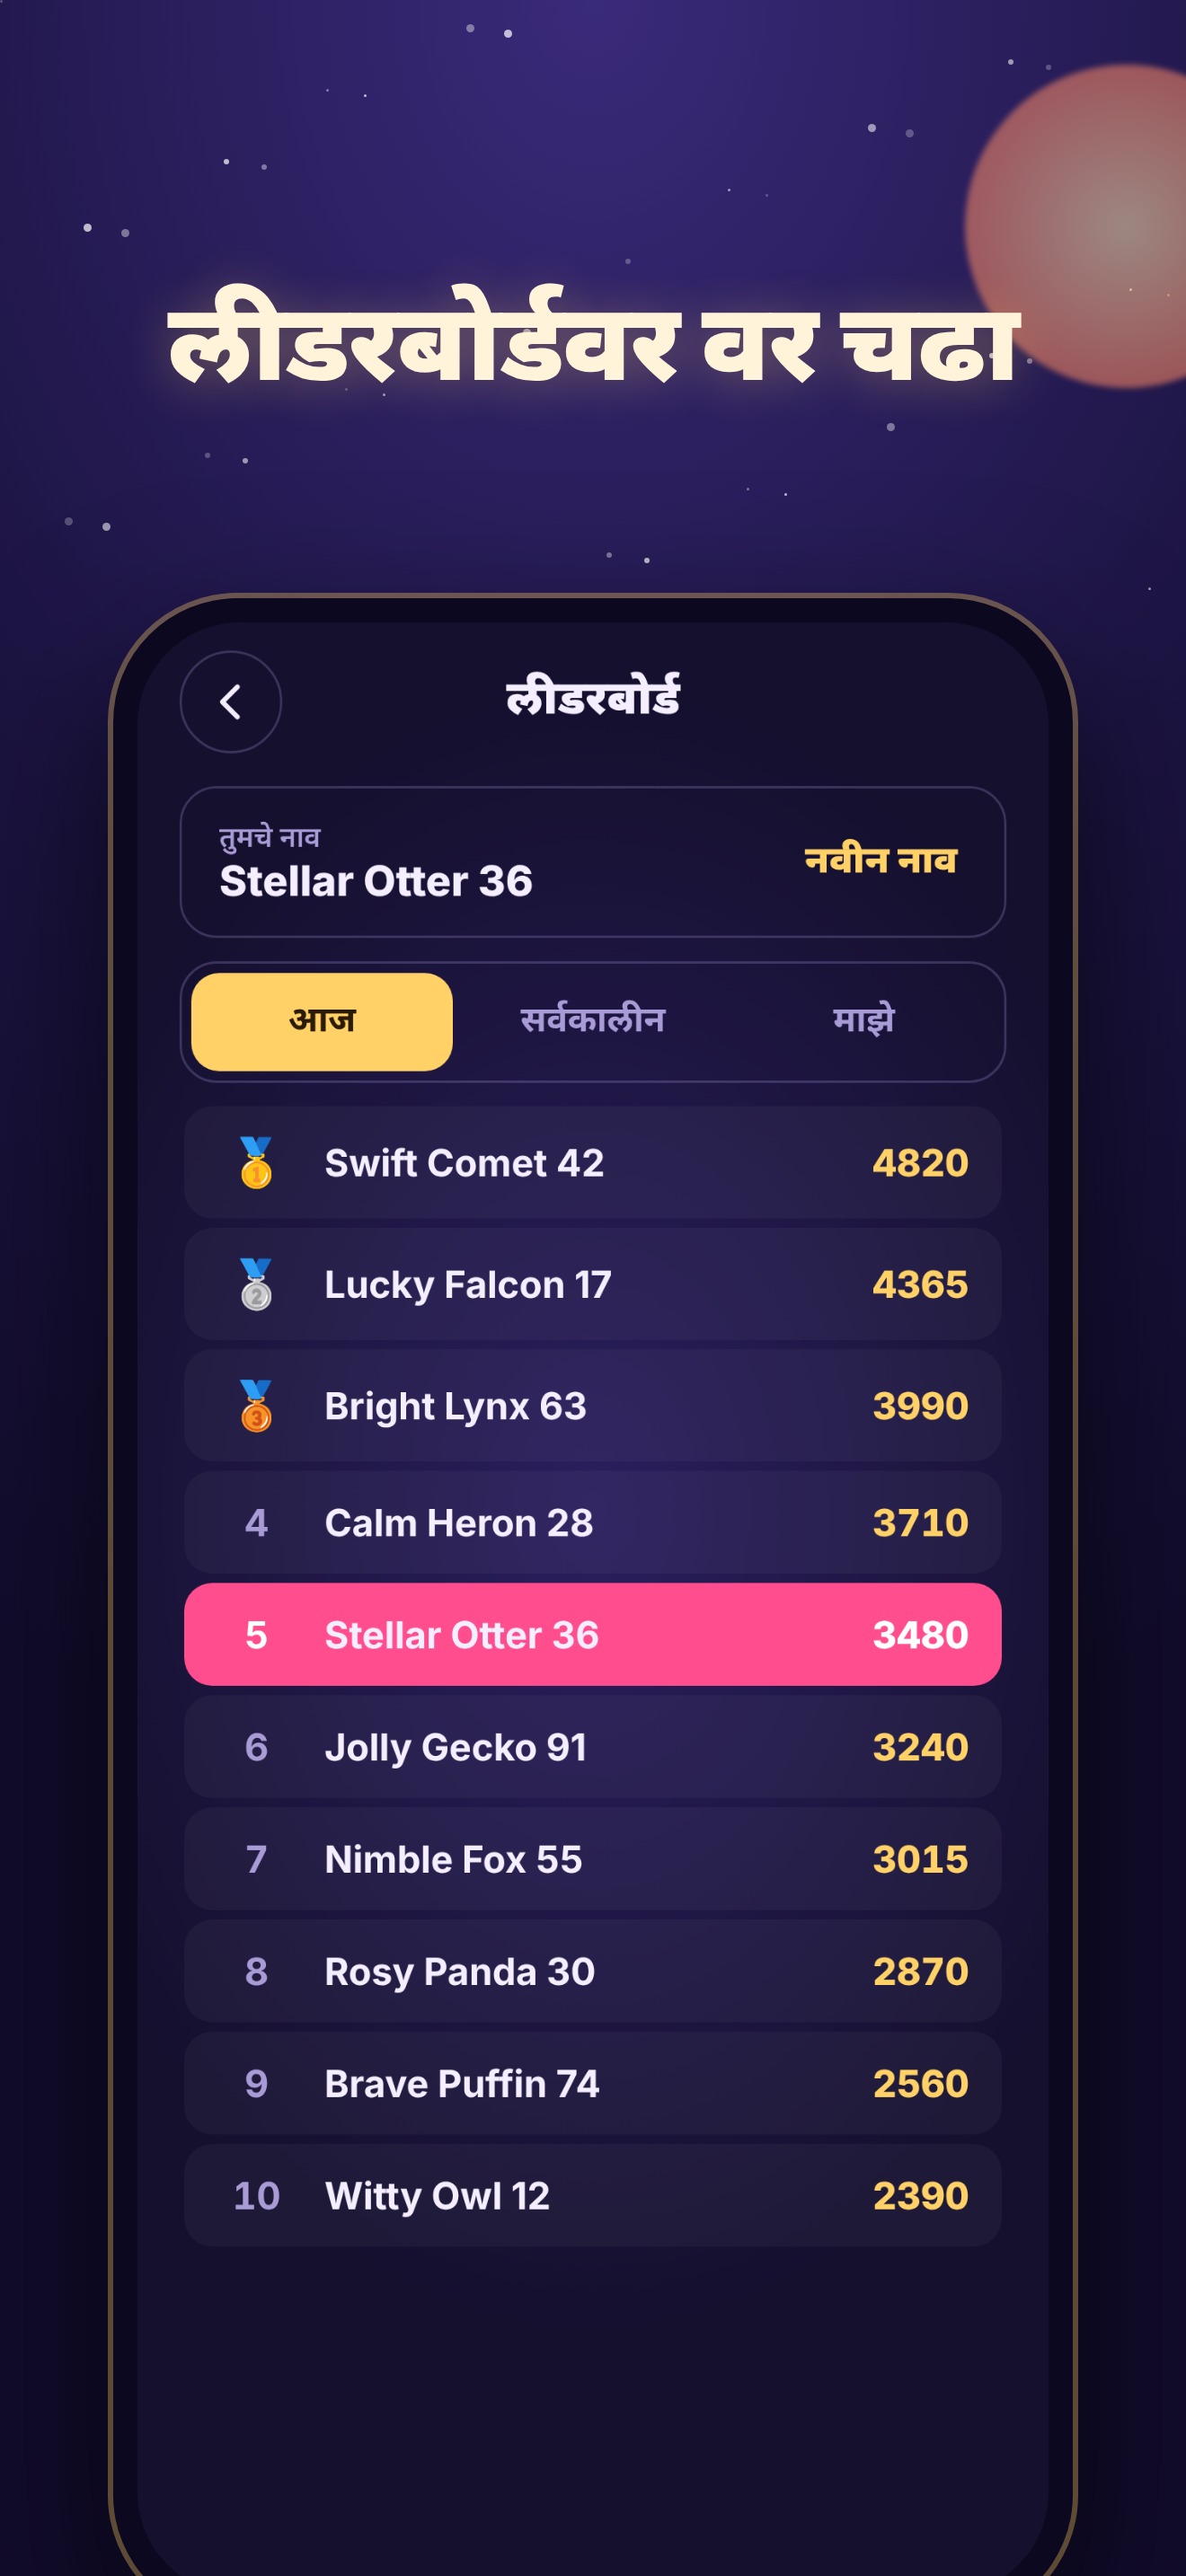 लीडरबोर्डवर वर चढा
लीडरबोर्ड
तुमचे नाव
Stellar Otter 36
नवीन नाव
आज सर्वकालीन माझे
1 Swift Comet 42 4820
2 Lucky Falcon 17 4365
3 Bright Lynx 63 3990
4 Calm Heron 28 3710
5 Stellar Otter 36 3480
6 Jolly Gecko 91 3240
7 Nimble Fox 55 3015
8 Rosy Panda 30 2870
9 Brave Puffin 74 2560
10 Witty Owl 12 2390